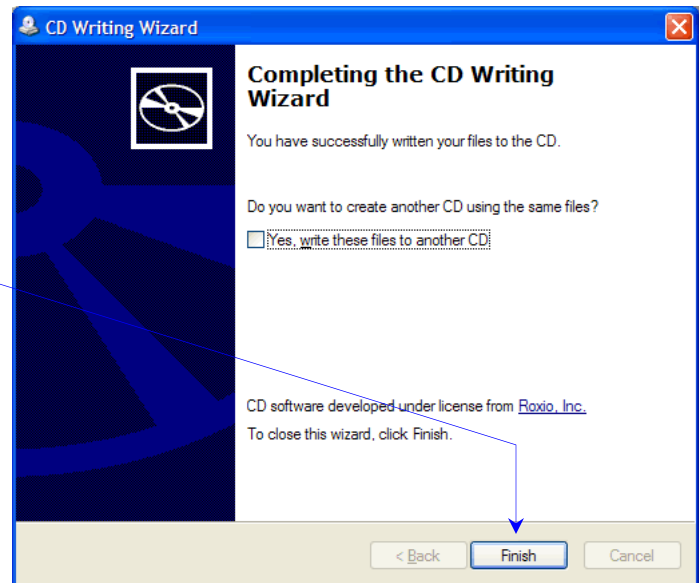 CD Writing Wizard
Completing the CD Writing
Wizard
You have successfully written your files to the CD.
Do you want to create another CD using the same files?
Yes, write these files to another CD
CD software developed under license from Roxio, Inc.
To close this wizard, click Finish.
< Back Finish Cancel